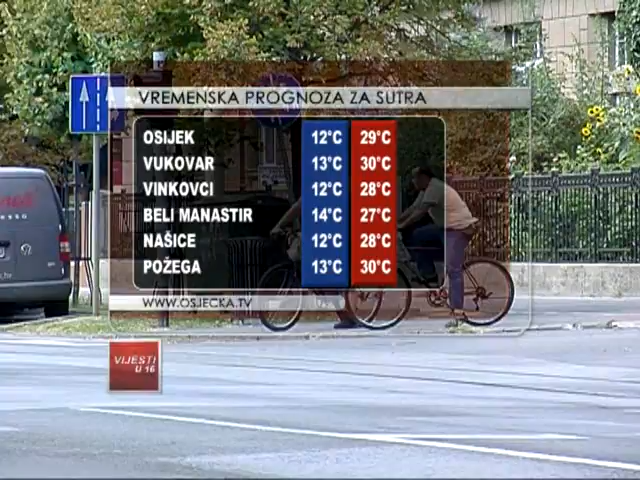 VREMENSKA PROGNOZA ZA SUTRA
OSIJEK 12°C 29°C
VUKOVAR 13°C 30°C
VINKOVCI 12°C 28°C
BELI MANASTIR 14°C 27°C
NAŠICE 12°C 28°C
POŽEGA 13°C 30°C
WWW.OSJECKA.TV
VIJESTI
U 16